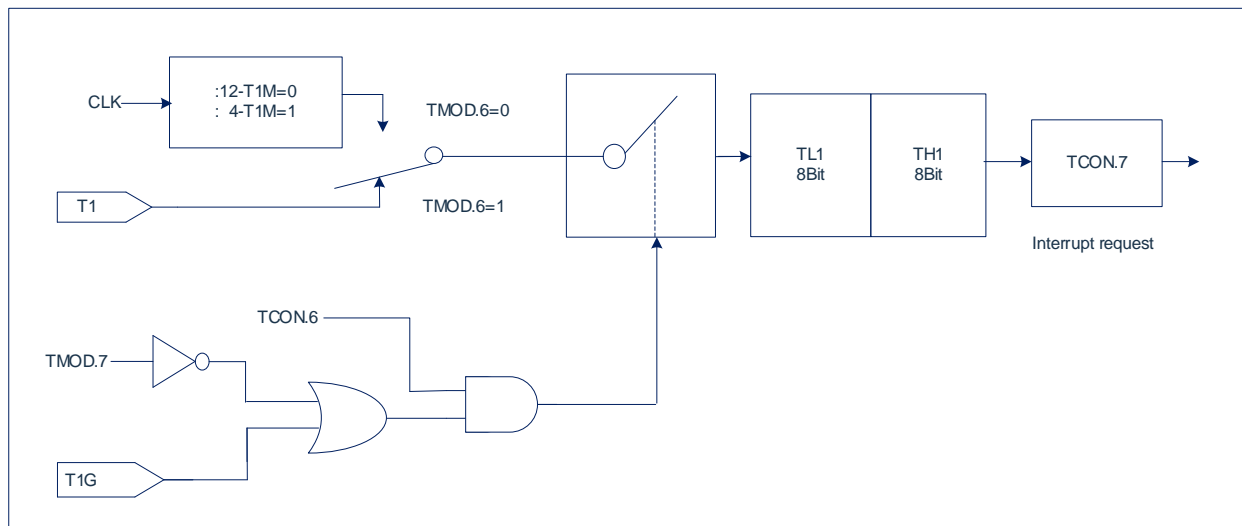 CLK
:12-T1M=0
: 4-T1M=1
TMOD.6=0
T1
TMOD.6=1
TL1
8Bit
TH1
8Bit
TCON.7
Interrupt request
TCON.6
TMOD.7
T1G